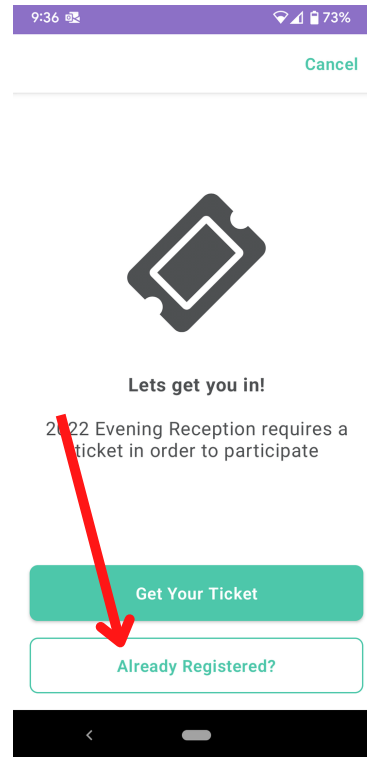 9:36 73%
Cancel
Lets get you in!
2022 Evening Reception requires a
ticket in order to participate
Get Your Ticket
Already Registered?